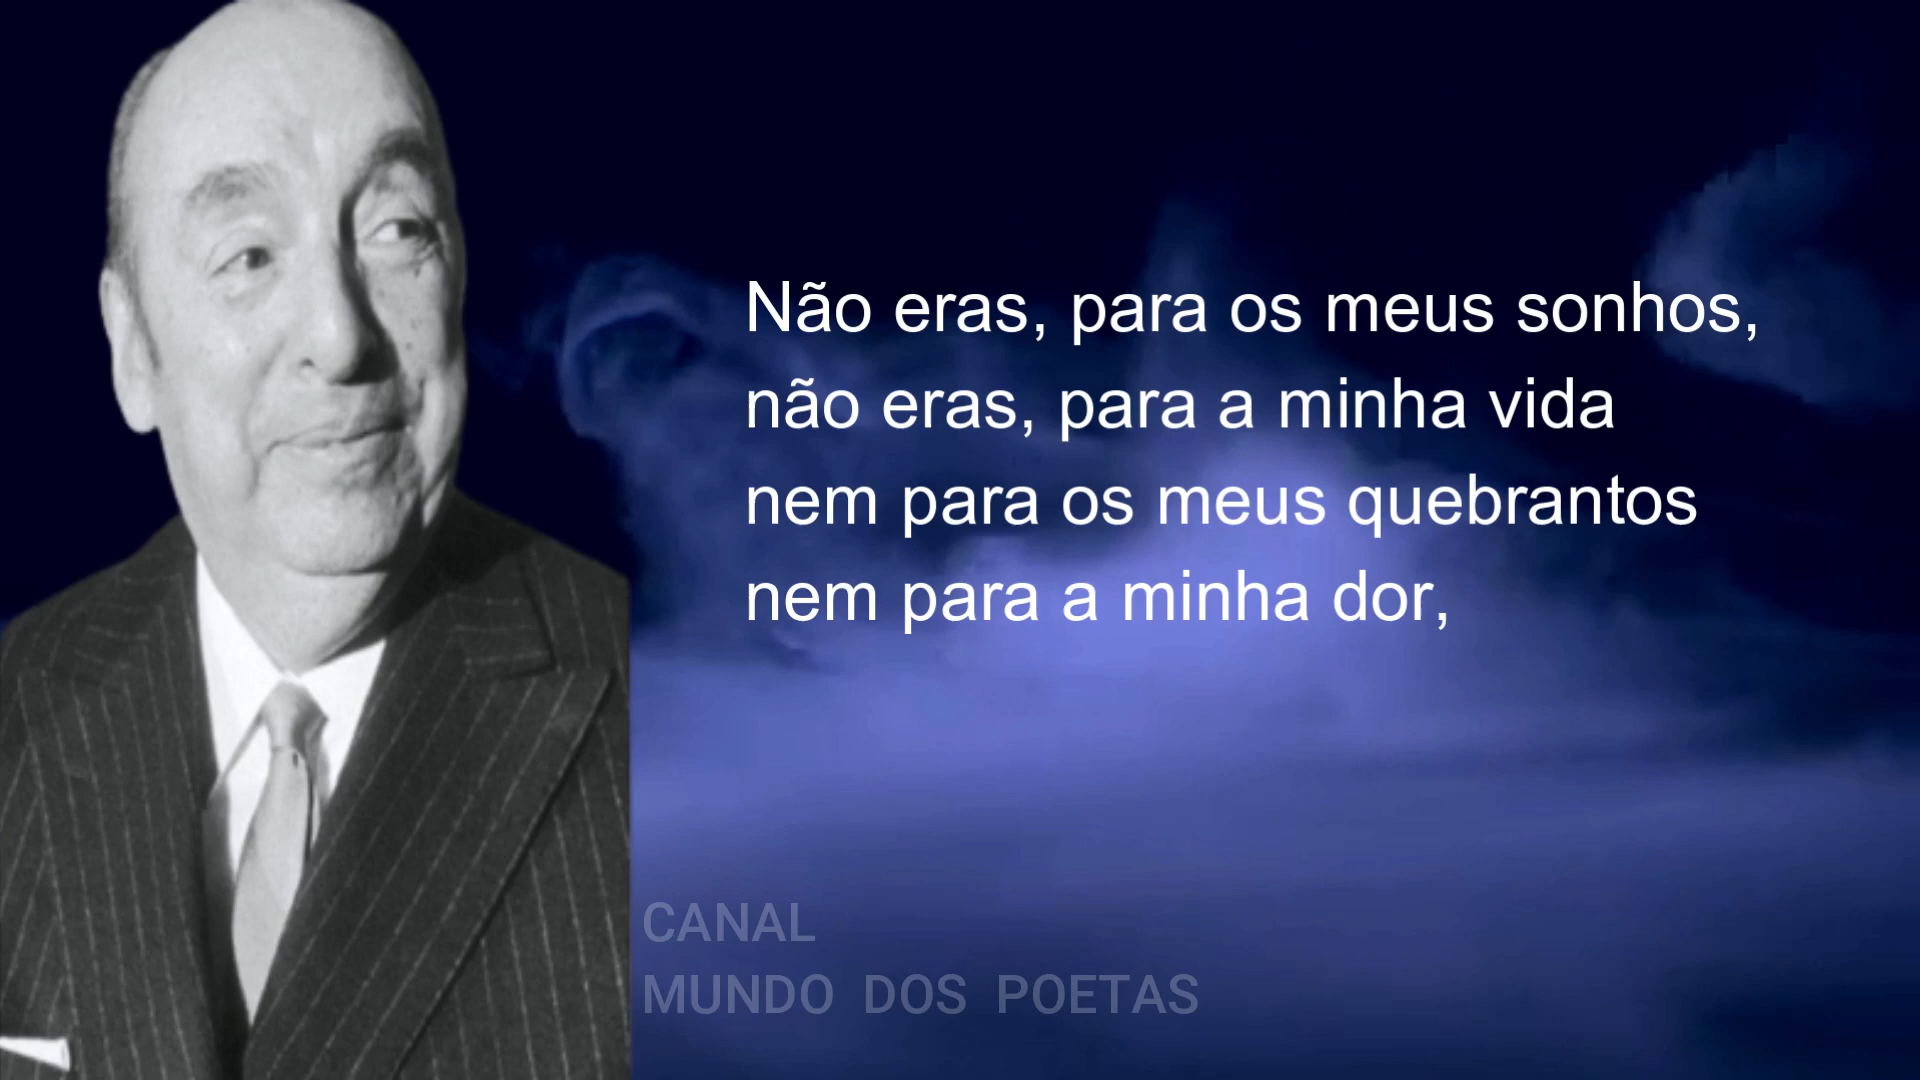 Não eras, para os meus sonhos,
não eras, para a minha vida
nem para os meus quebrantos
nem para a minha dor,
CANAL
MUNDO DOS POETAS